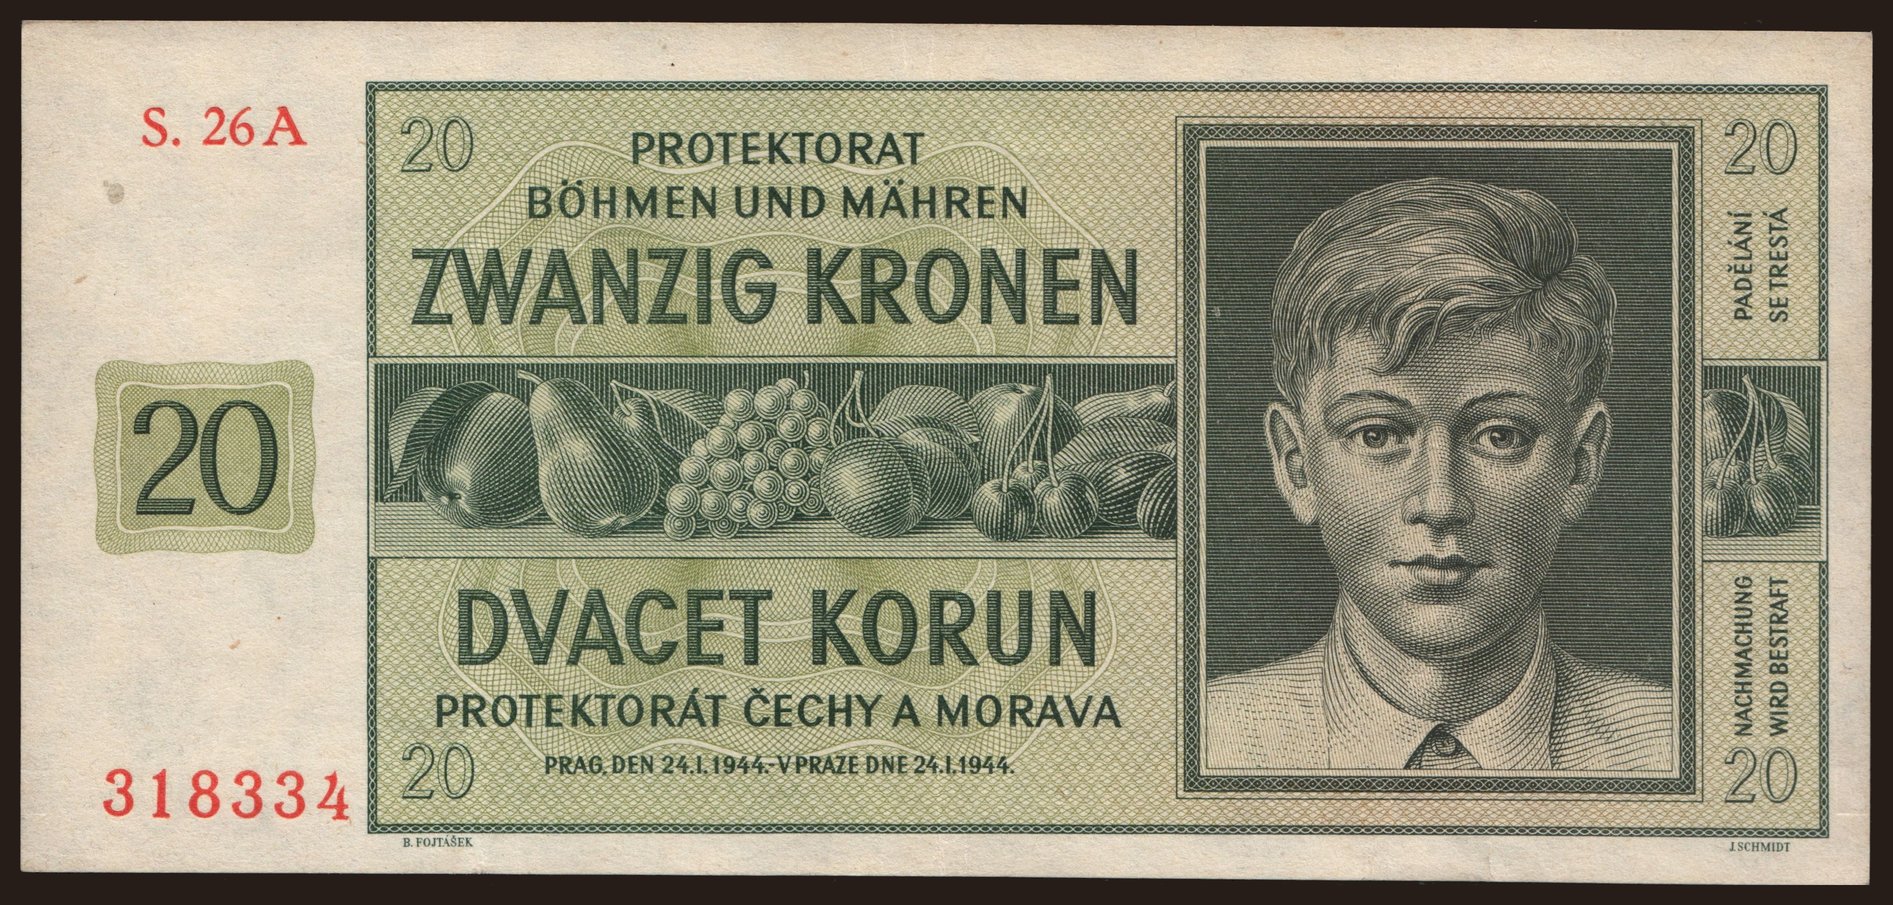 S. 26 A
20
20
PROTEKTORAT
BÖHMEN UND MÄHREN
ZWANZIG KRONEN
PADĚLÁNÍ
SE TRESTÁ
20
DVACET KORUN
PROTEKTORÁT ČECHY A MORAVA
PRAG, DEN 24.I.1944.-V PRAZE DNE 24.I.1944.
NACHMACHUNG
WIRD BESTRAFT
318334
20
20
B. FOJTÁŠEK
J. SCHMIDT